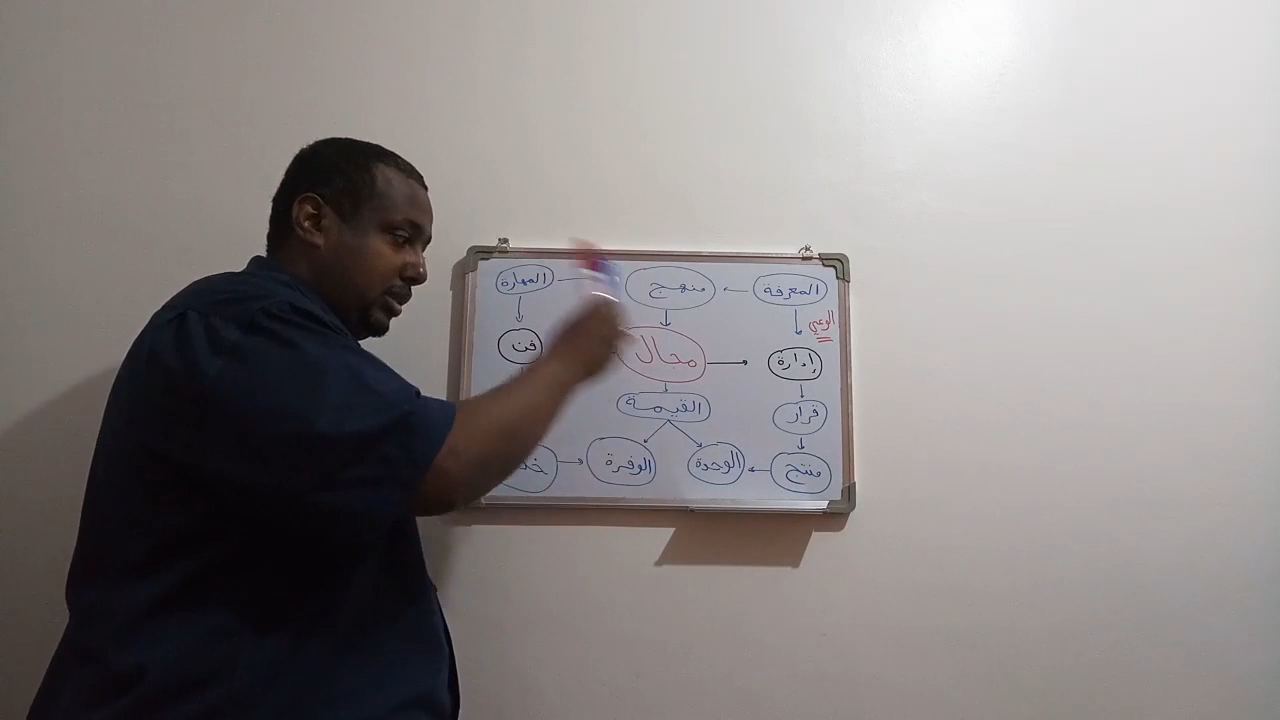 المعرفة
منهج
المهارة
الوعي
إدارة
مجال
فن
القيمة
قرار
منتج
الوحدة
الوفرة